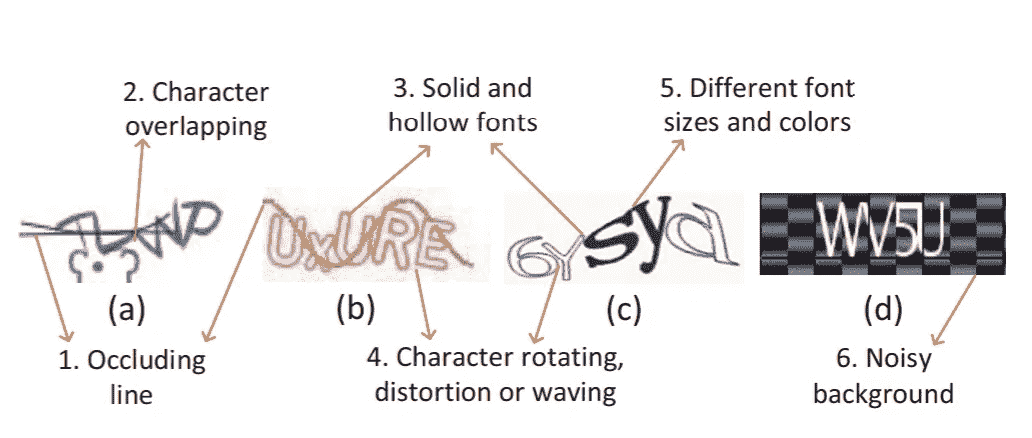 2. Character
overlapping
3. Solid and
hollow fonts
5. Different font
sizes and colors
UxURE
6YSyd
WV5J
(a)
(b)
(c)
(d)
1. Occluding
line
4. Character rotating,
distortion or waving
6. Noisy
background